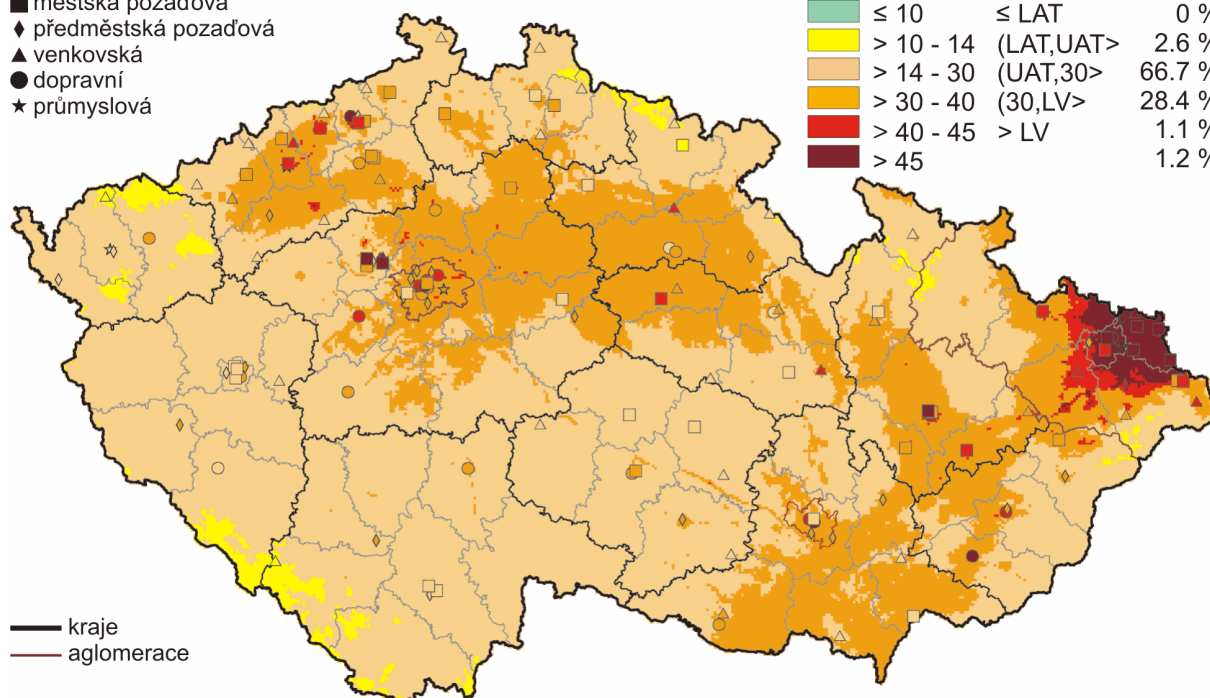 městská pozaďová
předměstská pozaďová
venkovská
dopravní
průmyslová
≤ 10 ≤ LAT 0 %
> 10 - 14 (LAT,UAT> 2.6 %
> 14 - 30 (UAT,30> 66.7 %
> 30 - 40 (30,LV> 28.4 %
> 40 - 45 > LV 1.1 %
> 45 1.2 %
kraje
aglomerace